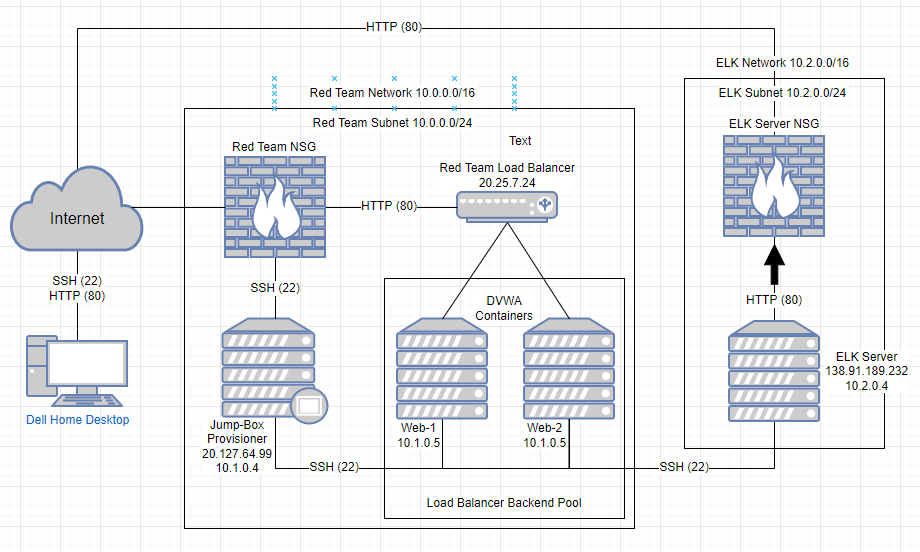 HTTP (80)
ELK Network 10.2.0.0/16
Red Team Network 10.0.0.0/16
ELK Subnet 10.2.0.0/24
Red Team Subnet 10.0.0.0/24
ELK Server NSG
Red Team NSG
Text
Red Team Load Balancer
20.25.7.24
Internet
HTTP (80)
SSH (22)
HTTP (80)
SSH (22)
DVWA
Containers
HTTP (80)
ELK Server
138.91.189.232
10.2.0.4
Dell Home Desktop
Jump-Box
Provisioner
20.127.64.99
10.1.0.4
Web-1
10.1.0.5
Web-2
10.1.0.5
SSH (22)
SSH (22)
Load Balancer Backend Pool